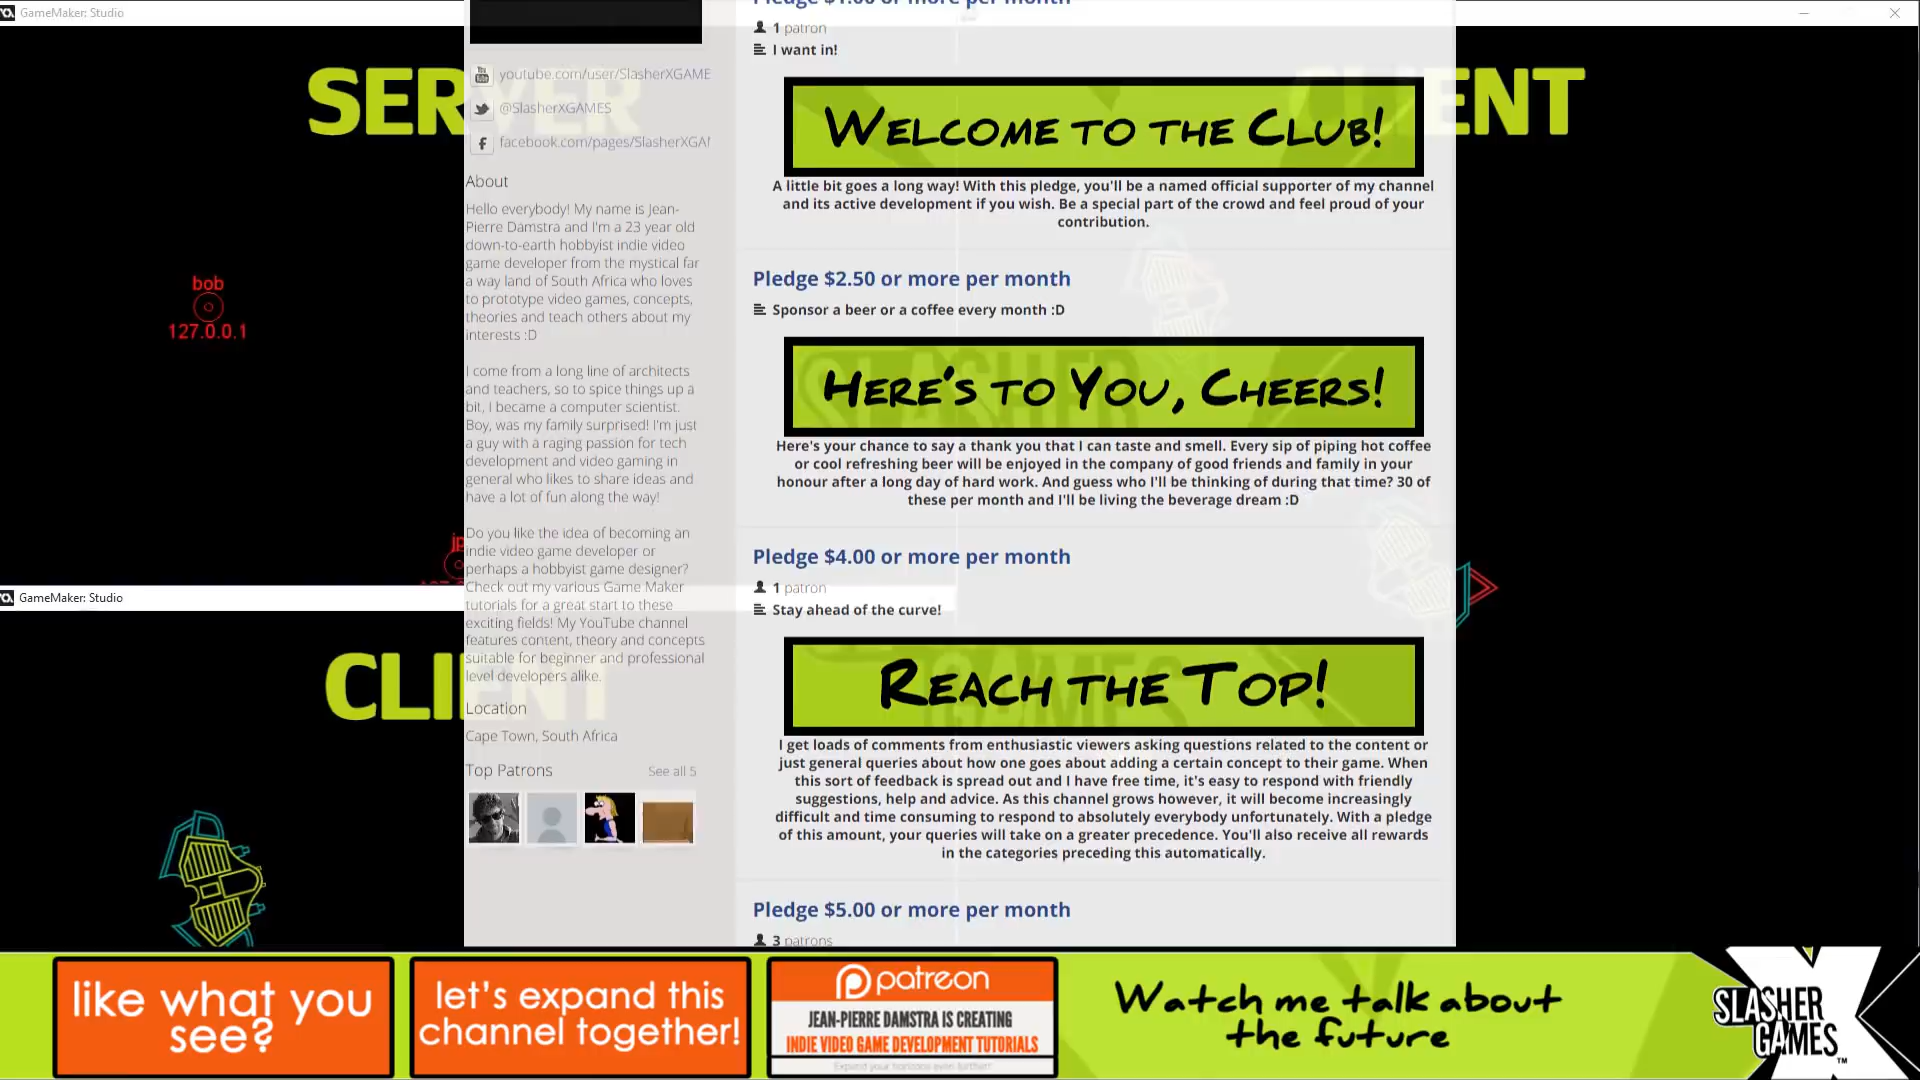 GameMaker: Studio
SERVER
CLIENT
bob
127.0.0.1
jp
GameMaker: Studio
CLIENT
youtube.com/user/SlasherXGAME
@SlasherXGAMES
facebook.com/pages/SlasherXGAM
About
Hello everybody! My name is Jean-
Pierre Damstra and I'm a 23 year old
down-to-earth hobbyist indie video
game developer from the mystical far
a way land of South Africa who loves
to prototype video games, concepts,
theories and teach others about my
interests :D
I come from a long line of architects
and teachers, so to spice things up a
bit, I became a computer scientist.
Boy, was my family surprised! I'm just
a guy with a raging passion for tech
development and video gaming in
general who likes to share ideas and
have a lot of fun along the way!
Do you like the idea of becoming an
indie video game developer or
perhaps a hobbyist game designer?
Check out my various Game Maker
tutorials for a great start to these
exciting fields! My YouTube channel
features content, theory and concepts
suitable for beginner and professional
level developers alike.
Location
Cape Town, South Africa
Top Patrons
See all 5
Pledge $1.00 or more per month
1 patron
I want in!
WELCOME TO THE CLUB!
A little bit goes a long way! With this pledge, you'll be a named official supporter of my channel
and its active development if you wish. Be a special part of the crowd and feel proud of your
contribution.
Pledge $2.50 or more per month
Sponsor a beer or a coffee every month :D
HERE'S TO YOU, CHEERS!
Here's your chance to say a thank you that I can taste and smell. Every sip of piping hot coffee
or cool refreshing beer will be enjoyed in the company of good friends and family in your
honour after a long day of hard work. And guess who I'll be thinking of during that time? 30 of
these per month and I'll be living the beverage dream :D
Pledge $4.00 or more per month
1 patron
Stay ahead of the curve!
REACH THE TOP!
I get loads of comments from enthusiastic viewers asking questions related to the content or
just general queries about how one goes about adding a certain concept to their game. When
this sort of feedback is spread out and I have free time, it's easy to respond with friendly
suggestions, help and advice. As this channel grows however, it will become increasingly
difficult and time consuming to respond to absolutely everybody unfortunately. With a pledge
of this amount, your queries will take on a greater precedence. You'll also receive all rewards
in the categories preceding this automatically.
Pledge $5.00 or more per month
3 patrons
like what you
see?
let's expand this
channel together!
patreon
JEAN-PIERRE DAMSTRA IS CREATING
INDIE VIDEO GAME DEVELOPMENT TUTORIALS
Expand your horizons even further!
Watch me talk about
the future
SLASHER
GAMES
TM